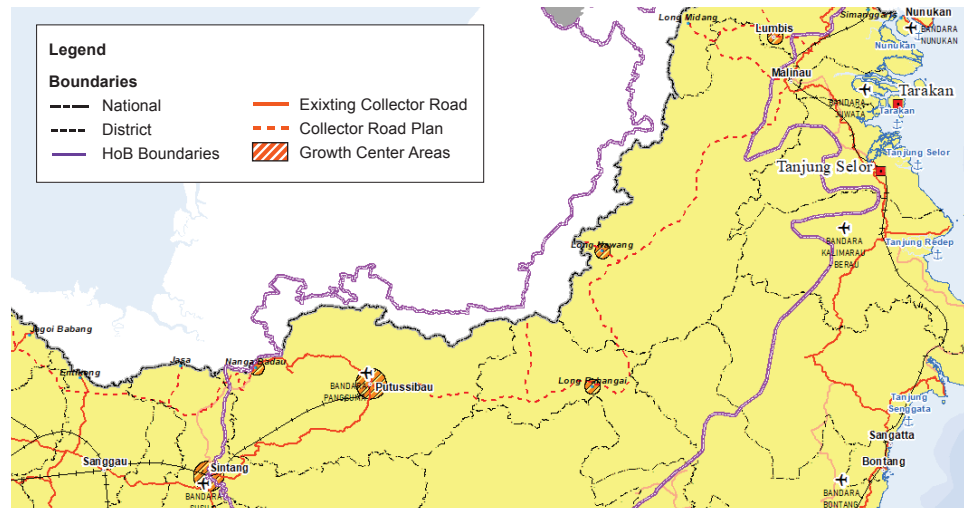 Legend
Boundaries
National
District
HoB Boundaries
Exixting Collector Road
Collector Road Plan
Growth Center Areas
Long Midang
Lumbis
Simanggaris
Nunukan
BANDARA
NUNUKAN
Nunukan
Malinau
Tarakan
BANDARA
JUWATA
Tarakan
Tanjung Selor
Tanjung Selor
Long Nawang
BANDARA
KALIMARAU
- BERAU
Tanjung Redep
Jagoi Babang
Entikong
Jasa
Nanga Badau
BANDARA
PANGSUMA
Putussibau
Long Pahangai
Tanjung
Senggata
Sangatta
Bontang
BANDARA
BONTANG
Sanggau
Sintang
BANDARA